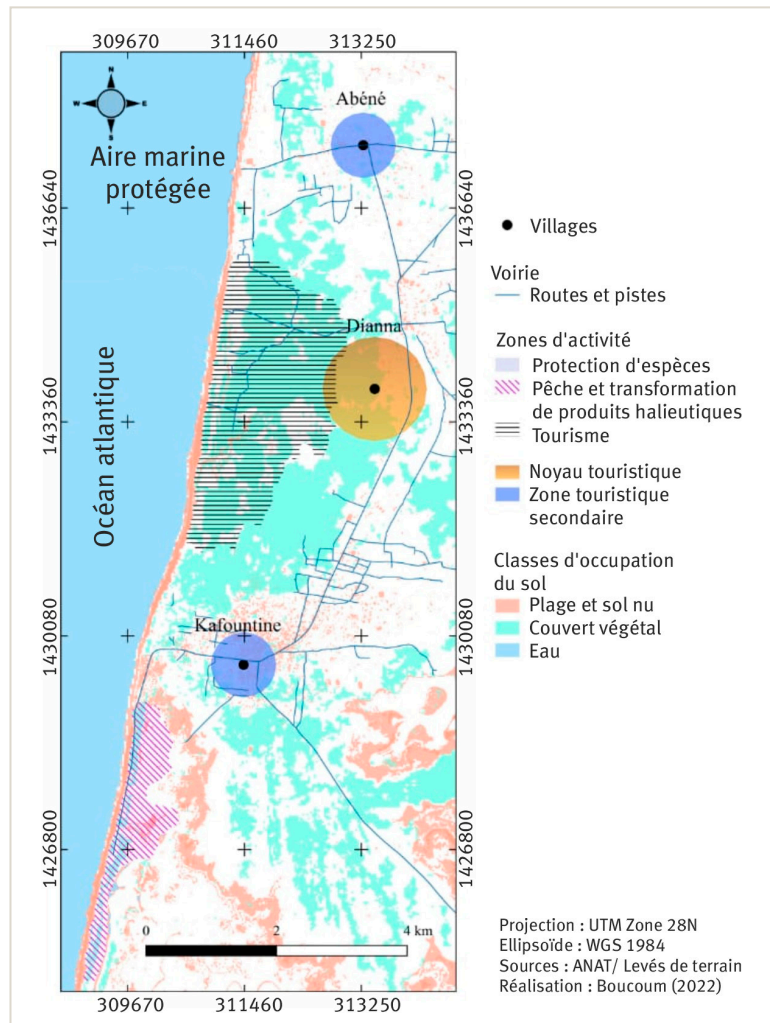 309670 311460 313250
N
W E
S
Abéné
Aire marine
protégée
1436640
1436640
Villages
Voirie
Routes et pistes
Dianna
Zones d'activité
Protection d'espèces
Pêche et transformation
de produits halieutiques
Tourisme
Océan atlantique
1433360
1433360
Noyau touristique
Zone touristique
secondaire
Classes d'occupation
du sol
Plage et sol nu
Couvert végétal
Eau
Kafountine
1430080
1430080
1426800
1426800
0 2 4 km
Projection : UTM Zone 28N
Ellipsoïde : WGS 1984
Sources : ANAT/ Levés de terrain
Réalisation : Boucoum (2022)
309670 311460 313250